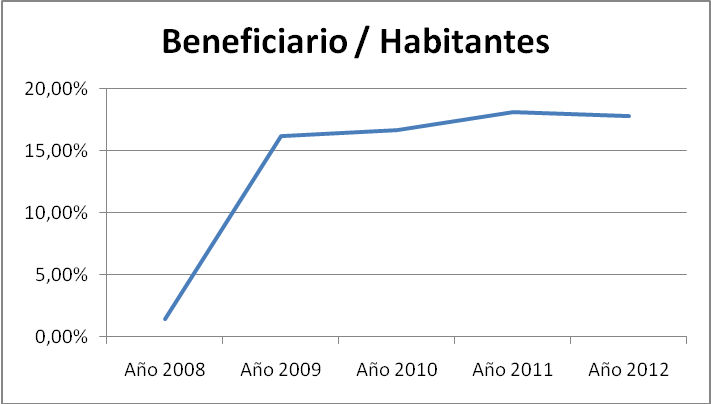 Beneficiario / Habitantes
20,00%
15,00%
10,00%
5,00%
0,00%
Año 2008 Año 2009 Año 2010 Año 2011 Año 2012